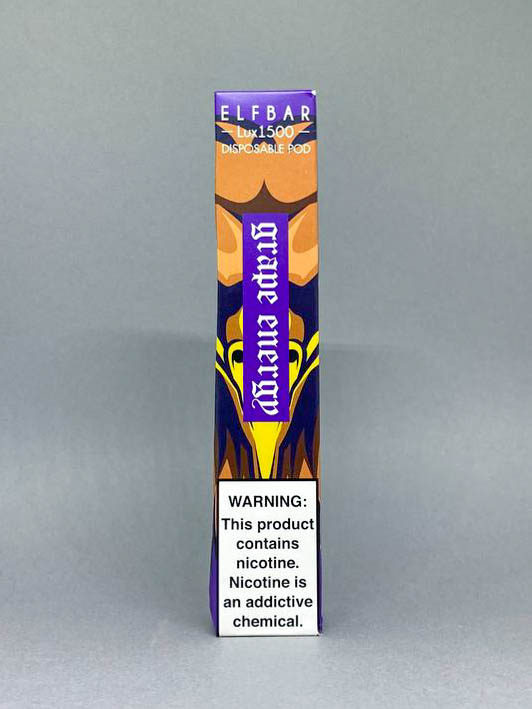 ELFBAR
Lux1500
DISPOSABLE POD
grape energy
WARNING:
This product
contains
nicotine.
Nicotine is
an addictive
chemical.